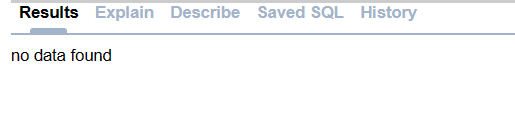 Results Explain Describe Saved SQL History
no data found